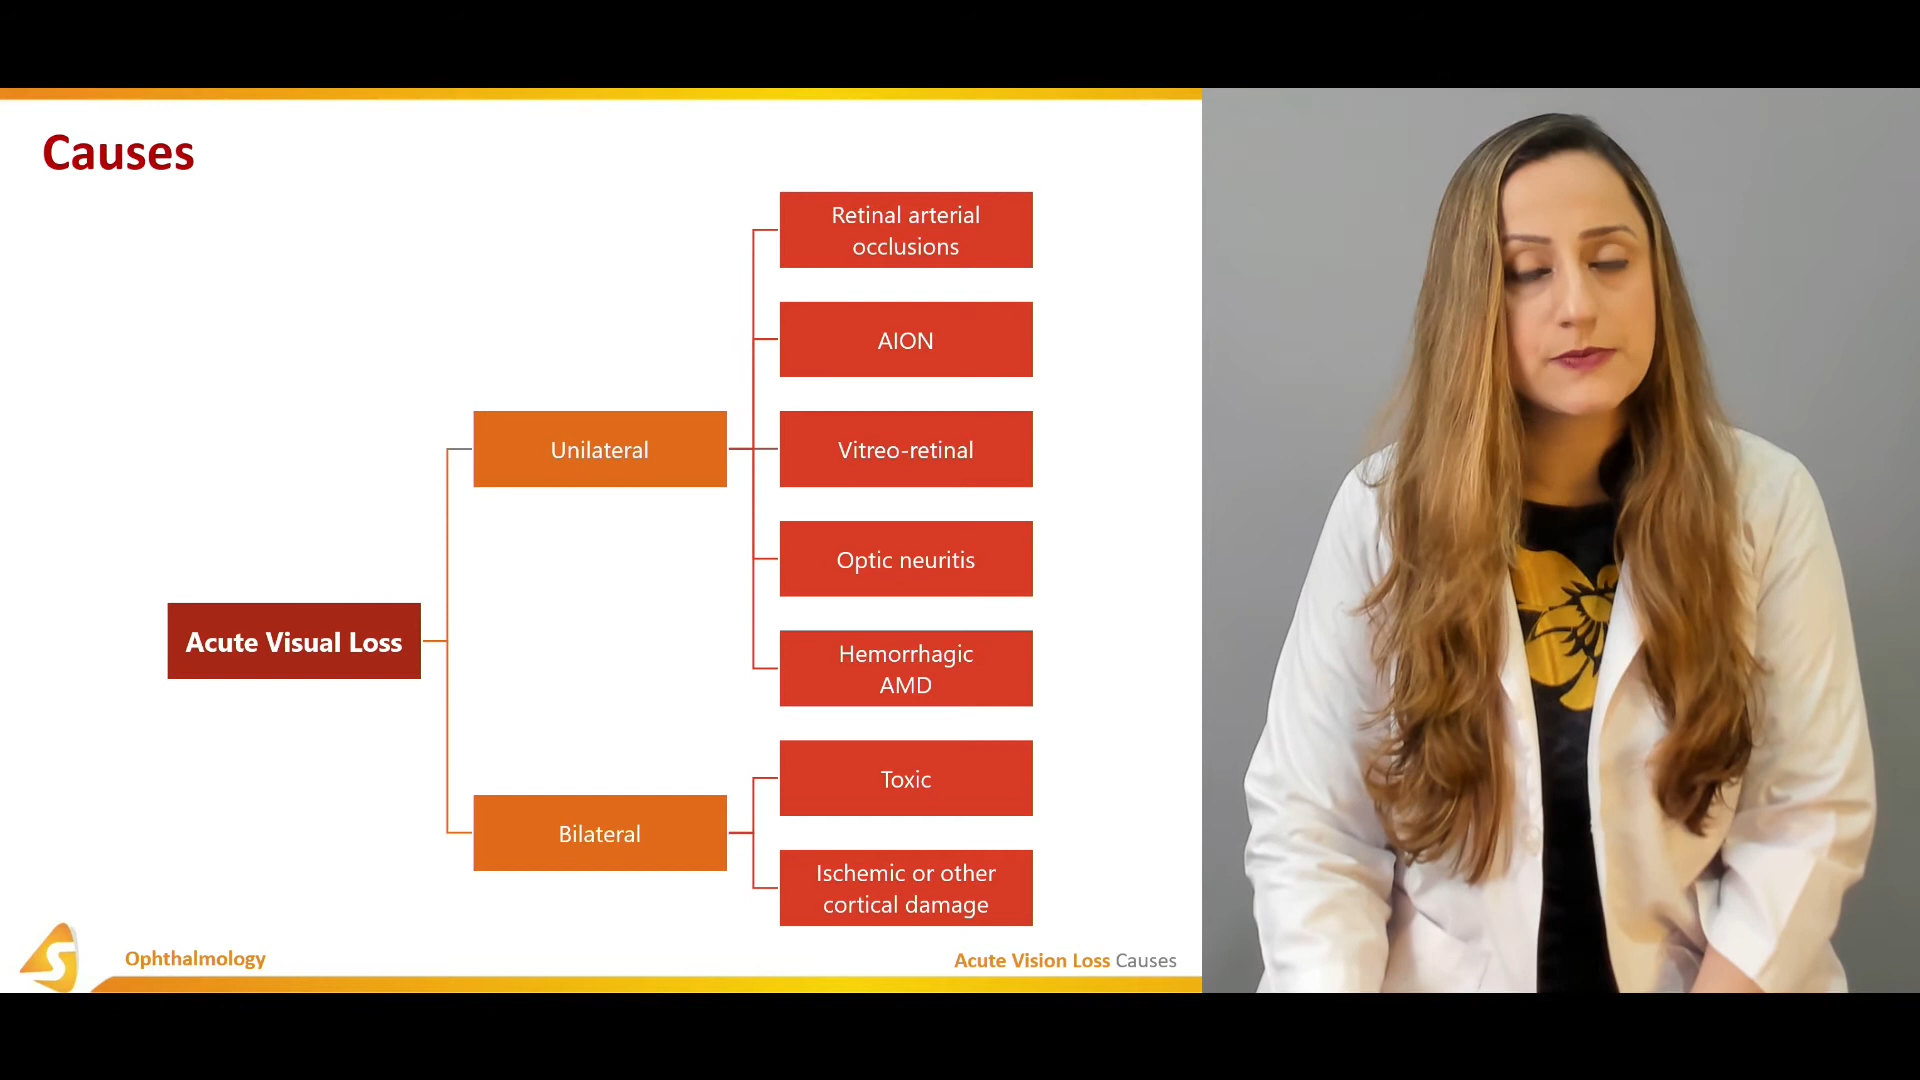 Causes
Retinal arterial
occlusions
AION
Unilateral
Vitreo-retinal
Optic neuritis
Acute Visual Loss
Hemorrhagic
AMD
Toxic
Bilateral
Ischemic or other
cortical damage
S
Ophthalmology
Acute Vision Loss Causes